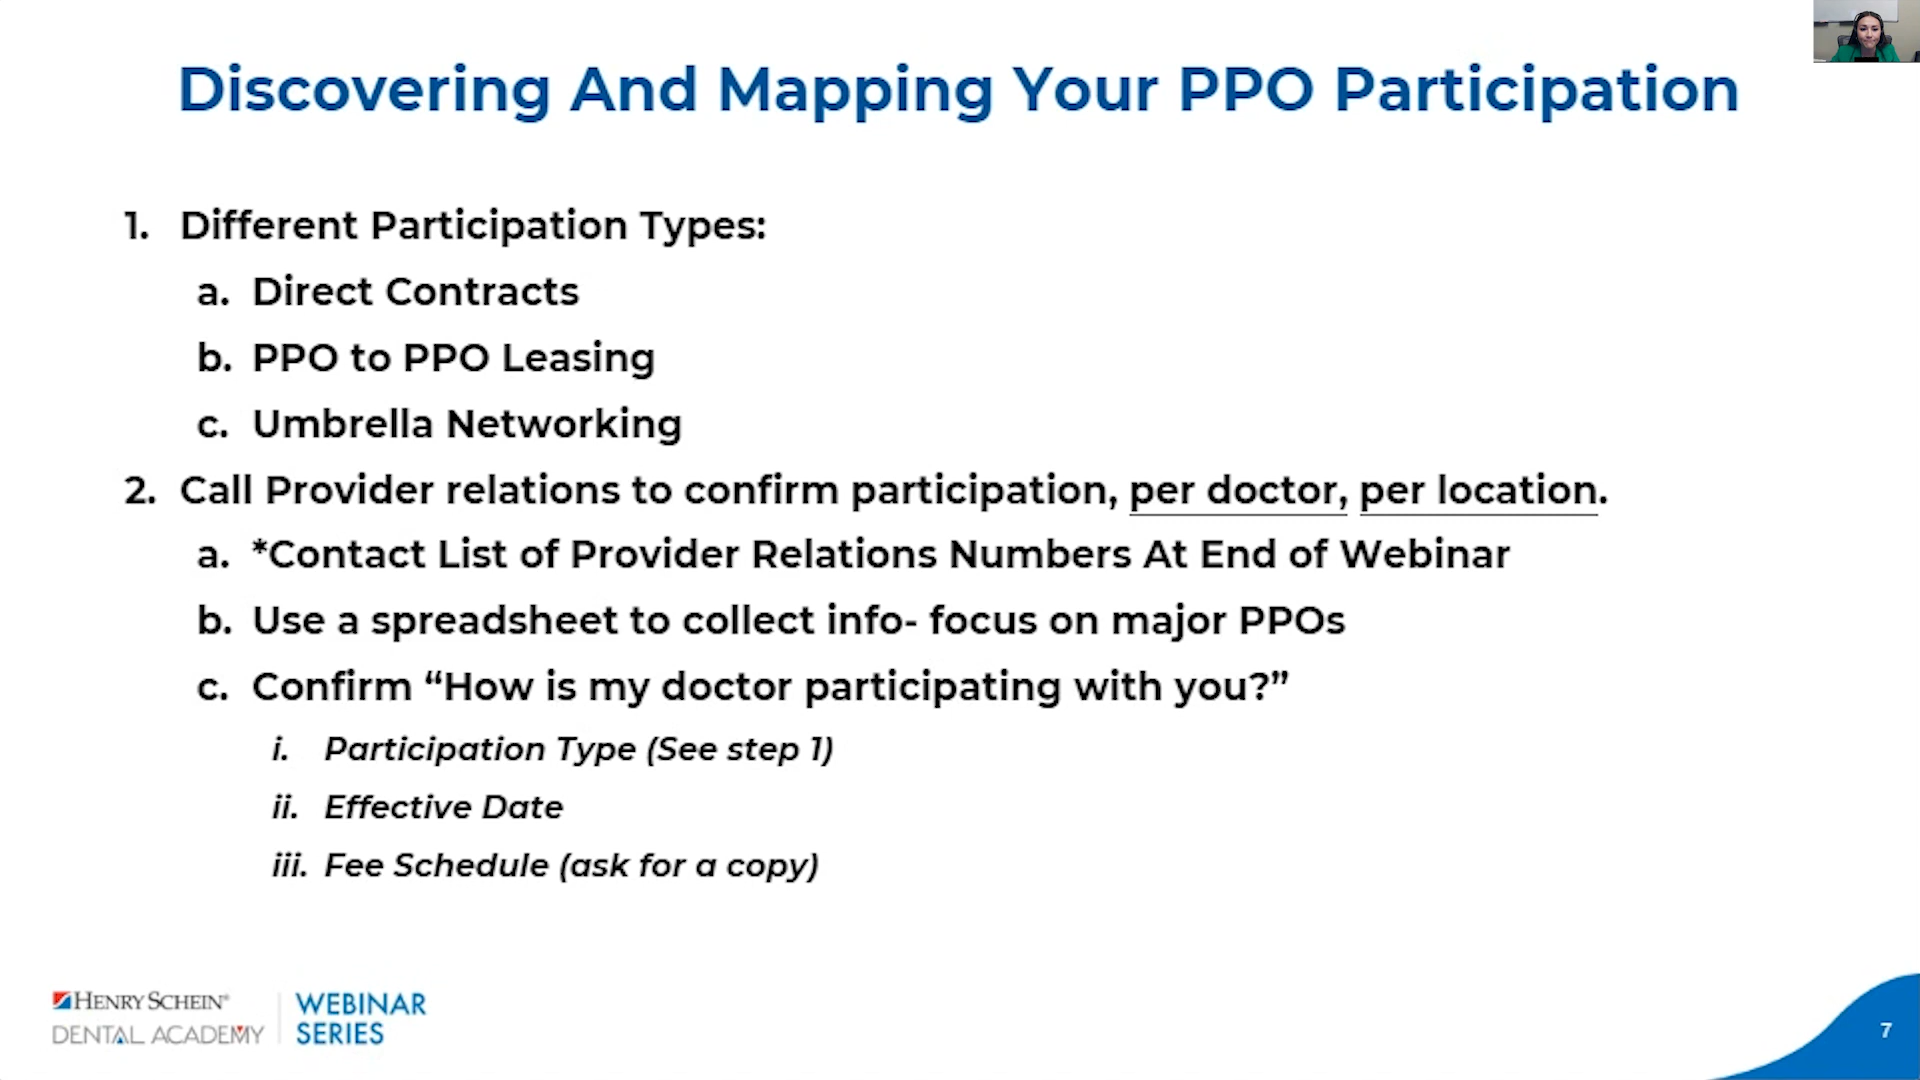 Discovering And Mapping Your PPO Participation
1. Different Participation Types:
a. Direct Contracts
b. PPO to PPO Leasing
c. Umbrella Networking
2. Call Provider relations to confirm participation, per doctor, per location.
a. *Contact List of Provider Relations Numbers At End of Webinar
b. Use a spreadsheet to collect info- focus on major PPOs
c. Confirm “How is my doctor participating with you?”
i. Participation Type (See step 1)
ii. Effective Date
iii. Fee Schedule (ask for a copy)
HENRY SCHEIN®
DENTAL ACADEMY
WEBINAR
SERIES
7